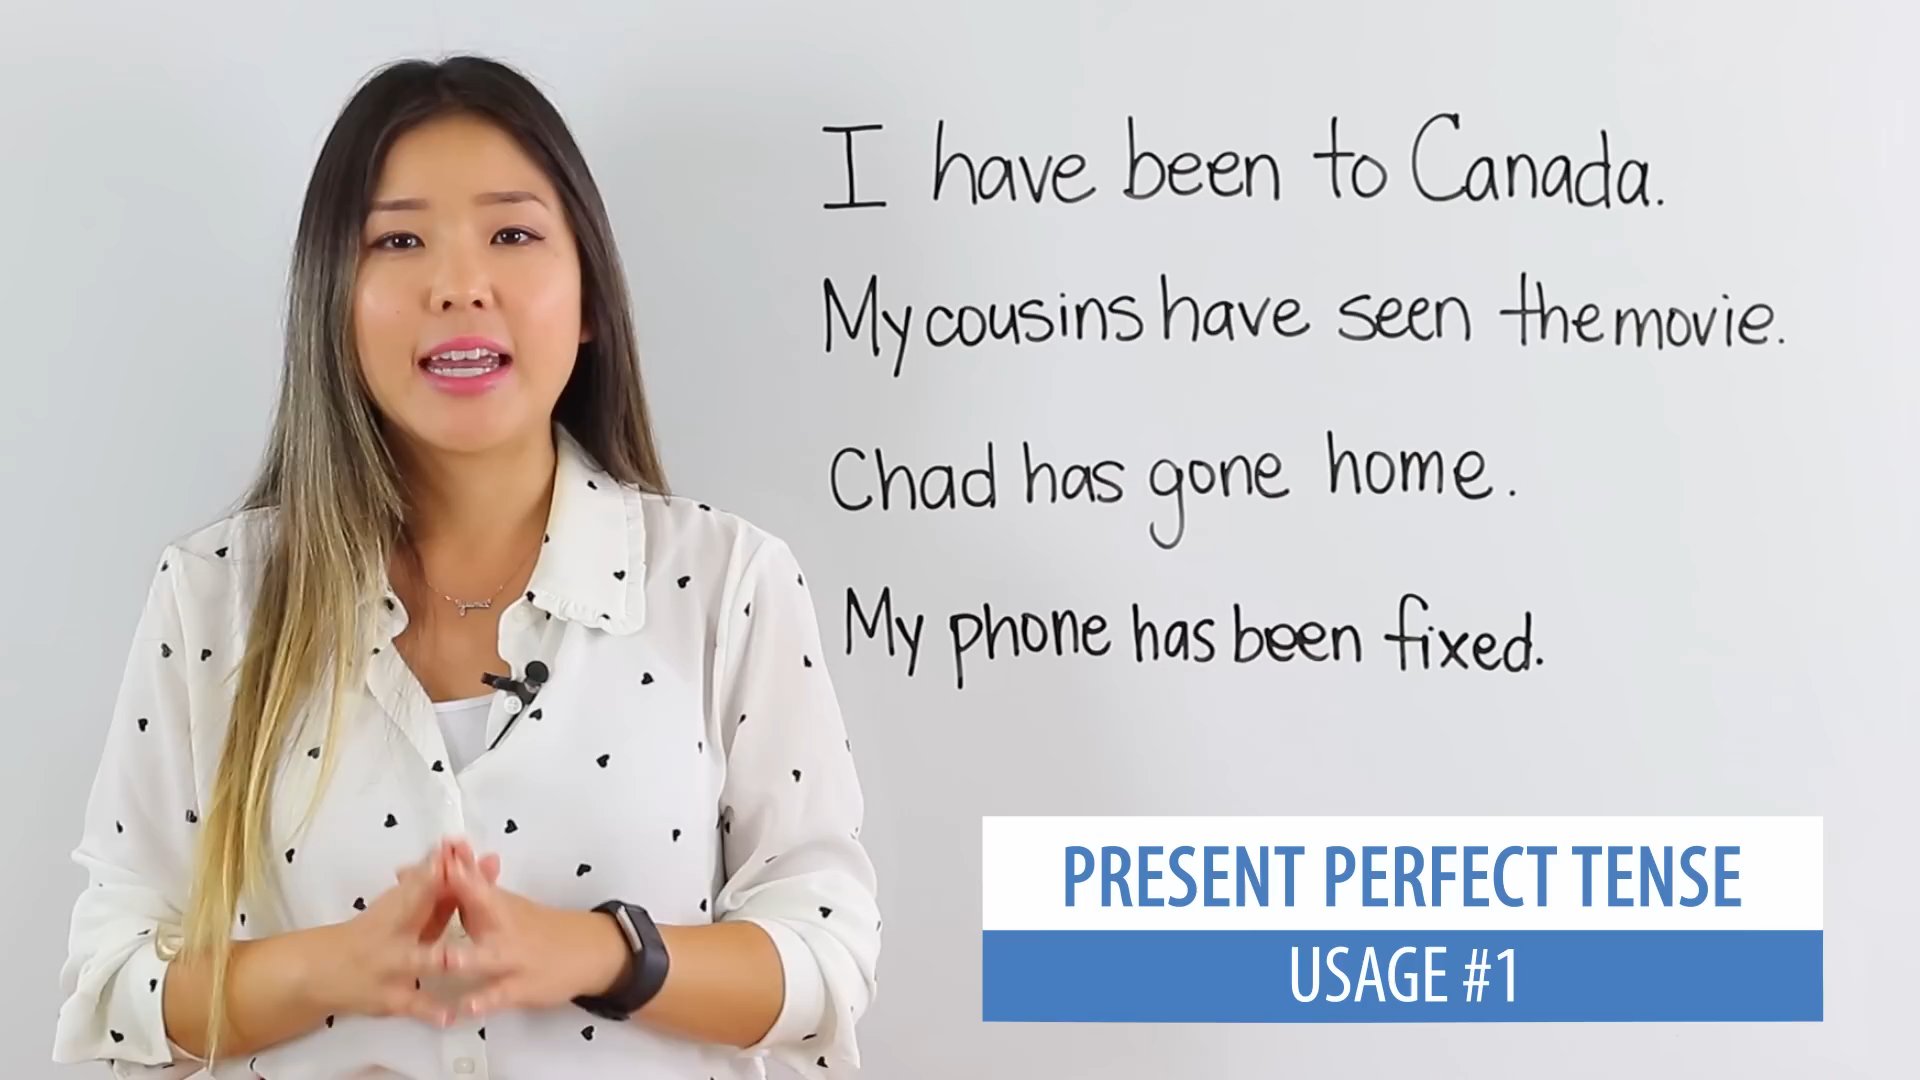 I have been to Canada.
My cousins have seen the movie.
Chad has gone home.
My phone has been fixed.
PRESENT PERFECT TENSE
USAGE #1